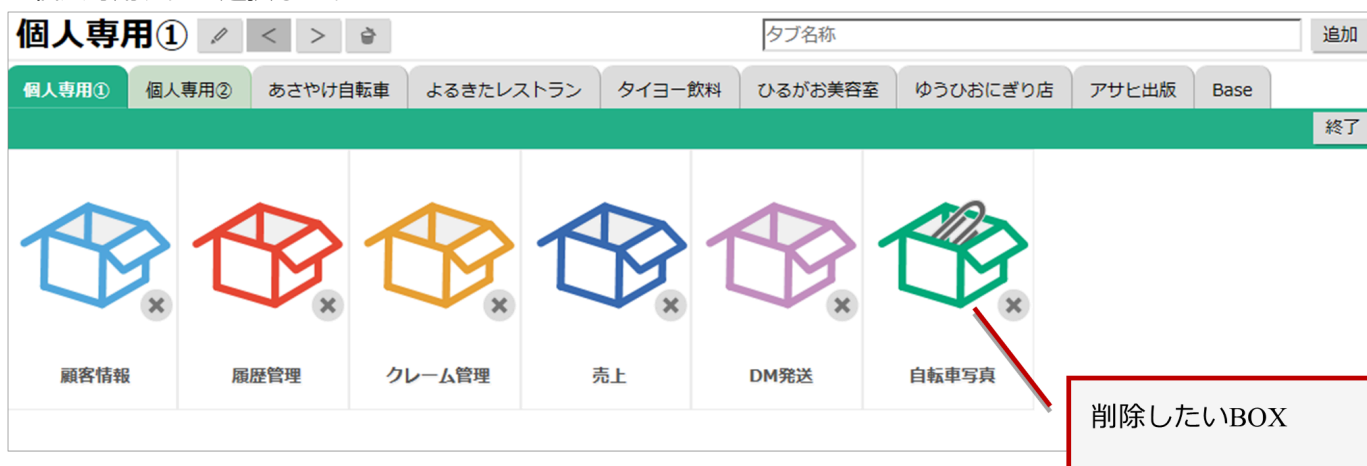 個人専用① < >
タブ名称
追加
個人専用① 個人専用② あさやけ自転車 よるきたレストラン タイヨー飲料 ひるがお美容室 ゆうひおにぎり店 アサヒ出版 Base
終了
顧客情報 履歴管理 クレーム管理 売上 DM発送 自転車写真
削除したいBOX